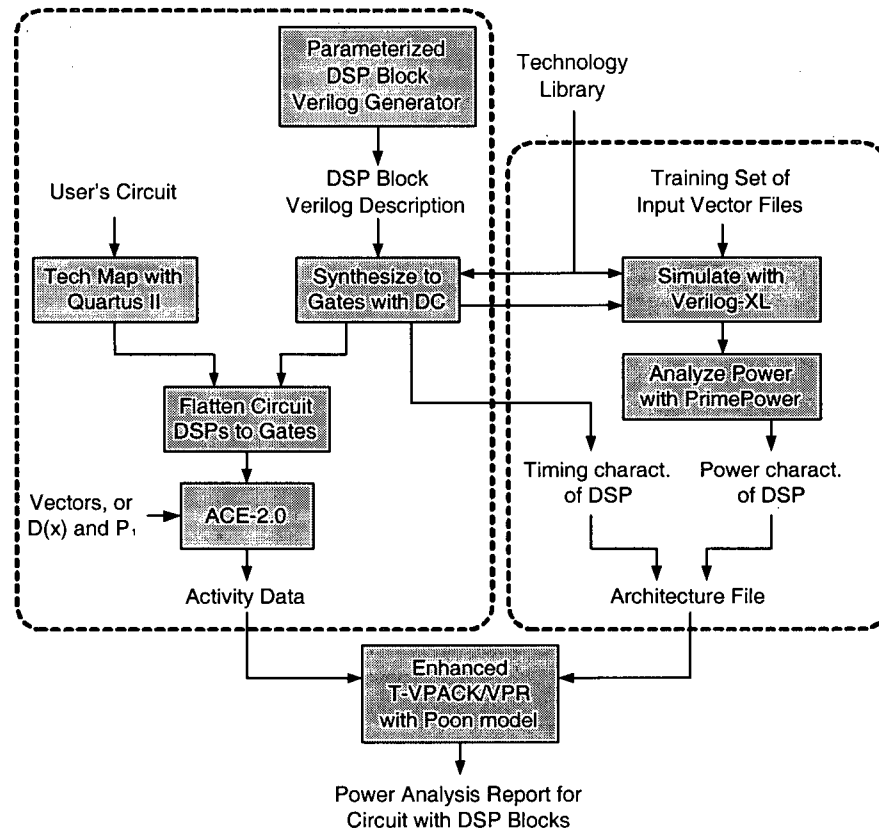 Parameterized
DSP Block
Verilog Generator
Technology
Library
User's Circuit
DSP Block
Verilog Description
Training Set of
Input Vector Files
Tech Map with
Quartus II
Synthesize to
Gates with DC
Simulate with
Verilog-XL
Analyze Power
with PrimePower
Flatten Circuit
DSPs to Gates
Timing charact.
of DSP
Power charact.
of DSP
Vectors, or
D(x) and P₁
ACE-2.0
Activity Data
Architecture File
Enhanced
T-VPACK/VPR
with Poon model
Power Analysis Report for
Circuit with DSP Blocks